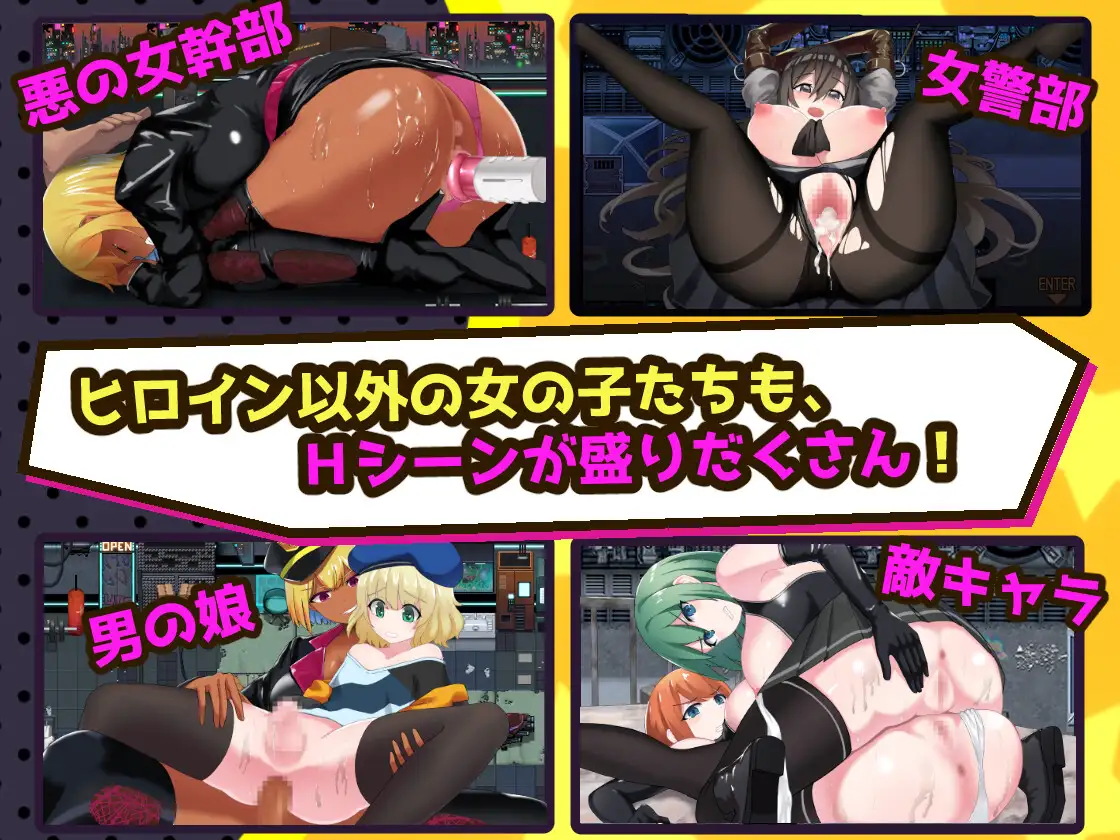 悪の女幹部
女警部
ENTER
ヒロイン以外の女の子たちも、
Hシーンが盛りだくさん！
OPEN
男の娘
敵キャラ